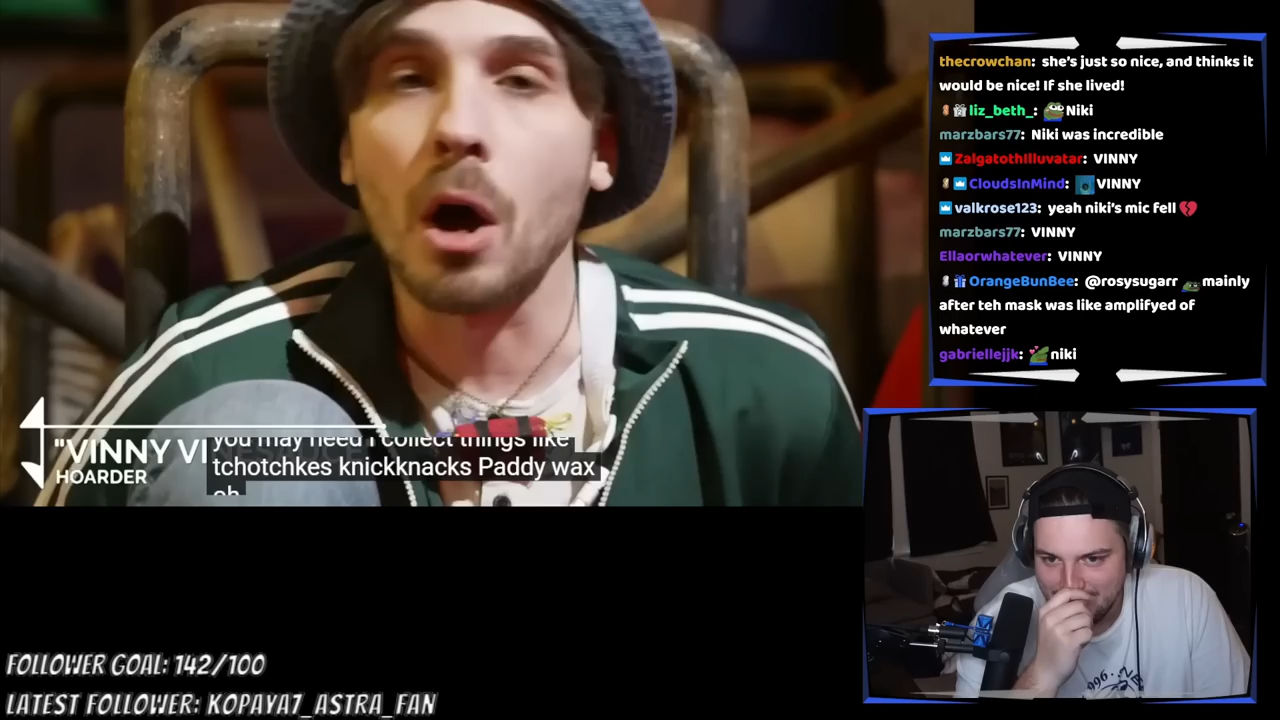 thecrowchan: she's just so nice, and thinks it
would be nice! If she lived!
liz_beth_: Niki
marzbars77: Niki was incredible
ZalgatothIlluvatar: VINNY
CloudsInMind: VINNY
valkrose123: yeah niki's mic fell
marzbars77: VINNY
Ellaorwhatever: VINNY
OrangeBunBee: @rosysugarr mainly
after teh mask was like amplifyed of
whatever
gabriellejjk: niki
you may need I collect things like
"VINNY VI
tchotchkes knickknacks Paddy wax
HOARDER
oh
FOLLOWER GOAL: 142/100
LATEST FOLLOWER: KOPAYA7_ASTRA_FAN